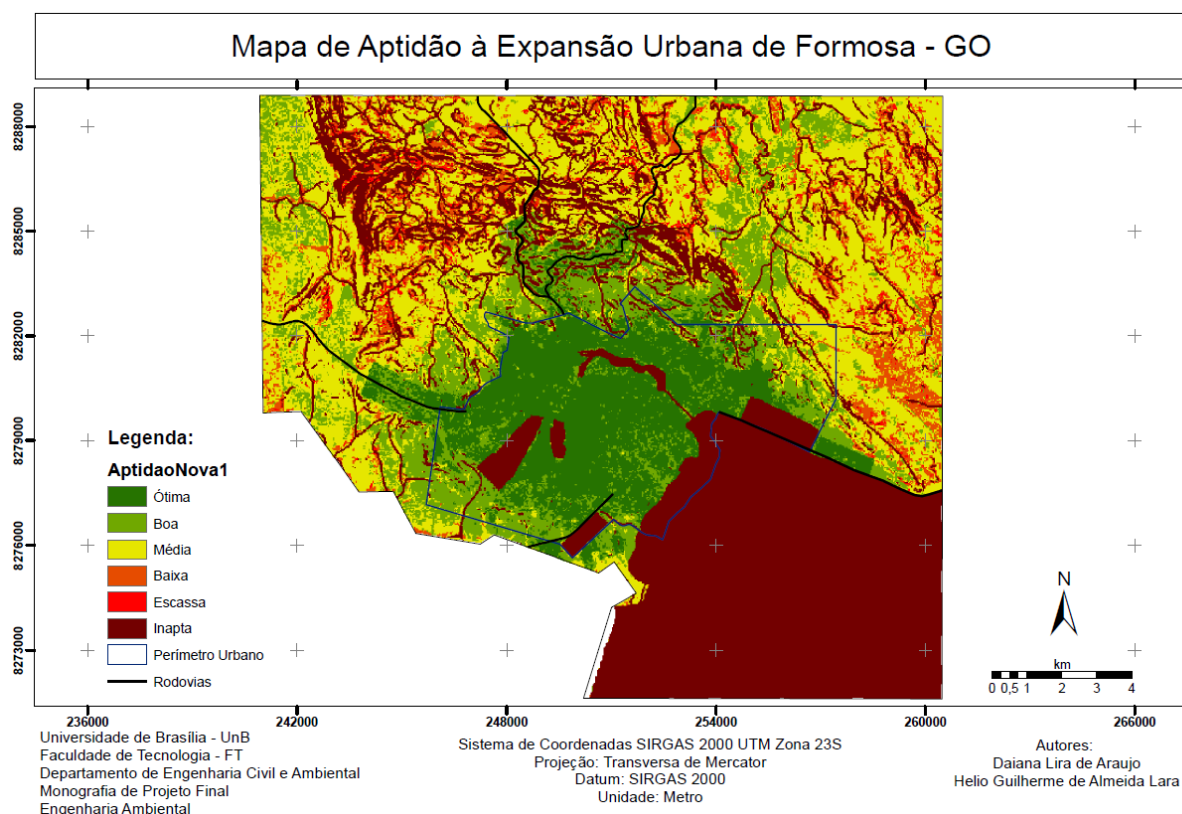 Mapa de Aptidão à Expansão Urbana de Formosa - GO
8288000
8285000
8282000
8279000
8276000
8273000
Legenda:
AptidaoNova1
Ótima
Boa
Média
Baixa
Escassa
Inapta
Perímetro Urbano
Rodovias
N
km
0 0,5 1 2 3 4
236000 242000 248000 254000 260000 266000
Universidade de Brasília - UnB
Faculdade de Tecnologia - FT
Departamento de Engenharia Civil e Ambiental
Monografia de Projeto Final
Engenharia Ambiental
Sistema de Coordenadas SIRGAS 2000 UTM Zona 23S
Projeção: Transversa de Mercator
Datum: SIRGAS 2000
Unidade: Metro
Autores:
Daiana Lira de Araujo
Helio Guilherme de Almeida Lara